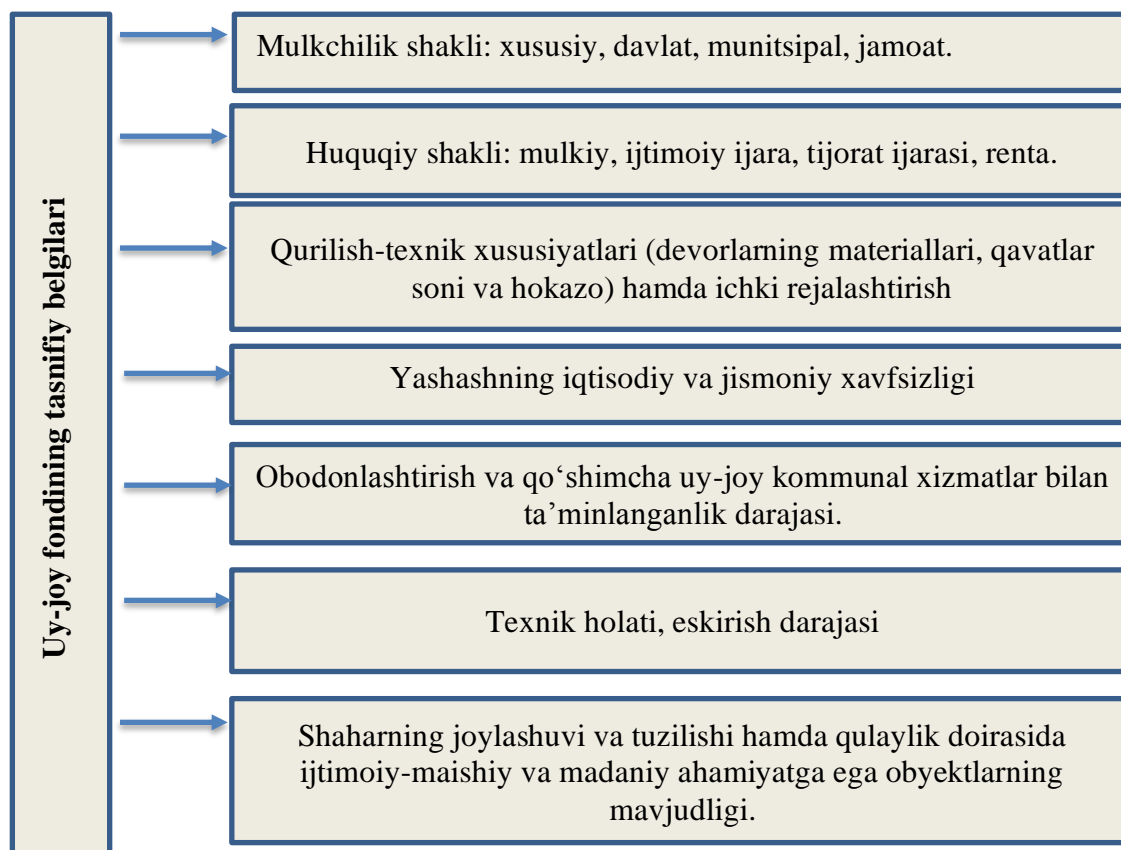 Uy-joy fondining tasnifiy belgilari
Mulkchilik shakli: xususiy, davlat, munitsipal, jamoat.
Huquqiy shakli: mulkiy, ijtimoiy ijara, tijorat ijarasi, renta.
Qurilish-texnik xususiyatlari (devorlarning materiallari, qavatlar
soni va hokazo) hamda ichki rejalashtirish
Yashashning iqtisodiy va jismoniy xavfsizligi
Obodonlashtirish va qo‘shimcha uy-joy kommunal xizmatlar bilan
ta’minlanganlik darajasi.
Texnik holati, eskirish darajasi
Shaharning joylashuvi va tuzilishi hamda qulaylik doirasida
ijtimoiy-maishiy va madaniy ahamiyatga ega obyektlarning
mavjudligi.